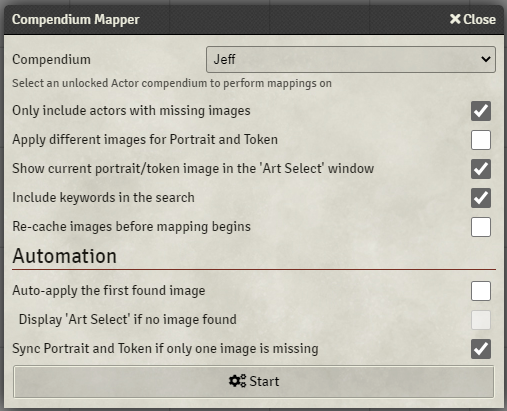 Compendium Mapper
Close
Compendium
Jeff
Select an unlocked Actor compendium to perform mappings on
Only include actors with missing images
Apply different images for Portrait and Token
Show current portrait/token image in the 'Art Select' window
Include keywords in the search
Re-cache images before mapping begins
Automation
Auto-apply the first found image
Display 'Art Select' if no image found
Sync Portrait and Token if only one image is missing
Start